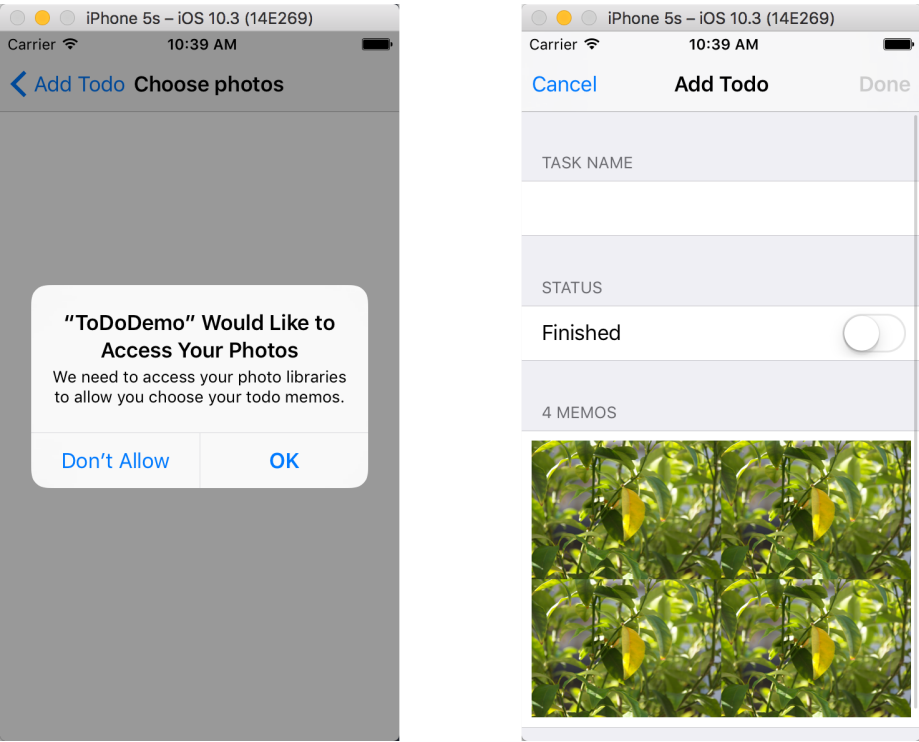 iPhone 5s – iOS 10.3 (14E269)
Carrier 10:39 AM
Add Todo Choose photos
“ToDoDemo” Would Like to
Access Your Photos
We need to access your photo libraries
to allow you choose your todo memos.
Don’t Allow OK
iPhone 5s – iOS 10.3 (14E269)
Carrier 10:39 AM
Cancel Add Todo Done
TASK NAME
STATUS
Finished
4 MEMOS